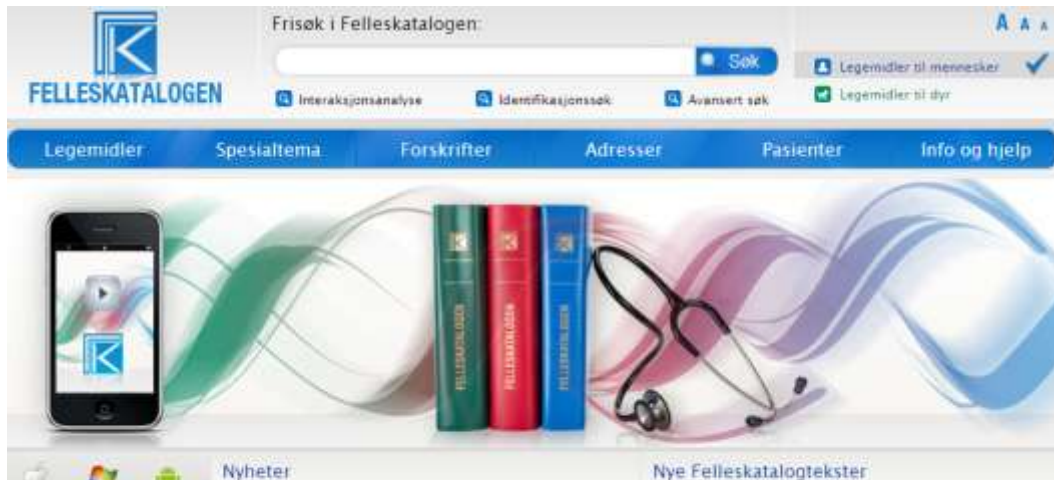 FELLESKATALOGEN
Frisøk i Felleskatalogen:
Søk
A A A
Interaksjonsanalyse Identifikasjonssøk Avansert søk
Legemidler til mennesker
Legemidler til dyr
Legemidler Spesialtema Forskrifter Adresser Pasienter Info og hjelp
FELLESKATALOGEN
FELLESKATALOGEN
FELLESKATALOGEN
Nyheter
Nye Felleskatalogtekster